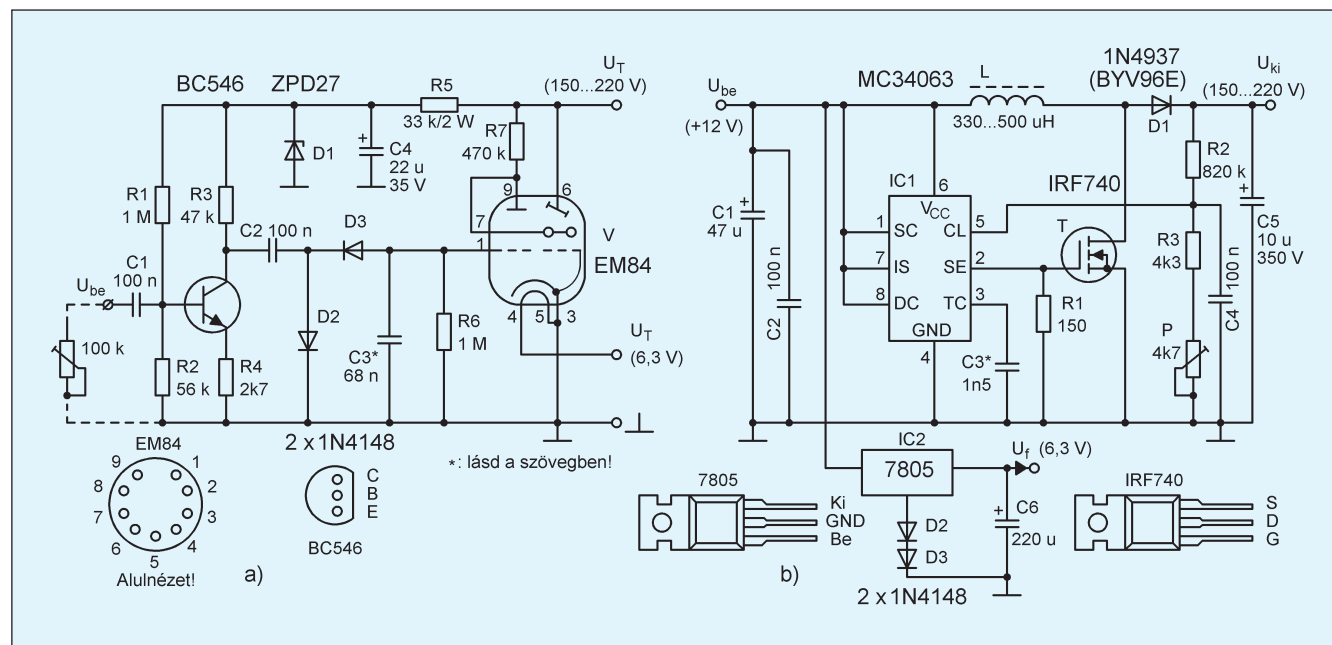 BC546
ZPD27
R5
33 k/2 W
U_T
(150...220 V)
R7
470 k
D1
+
C4
22 u
35 V
R1
1 M
R3
47 k
C2 100 n
D3
9
6
7
1
V
EM84
4
5
3
C1
100 n
U_be
100 k
R2
56 k
R4
2k7
D2
C3*
68 n
R6
1 M
U_T
(6,3 V)
2 x 1N4148
*: lásd a szövegben!
EM84
9
1
8
2
7
3
6
4
5
Alulnézet!
a)
C
B
E
BC546
U_be
(+12 V)
MC34063
L
330...500 uH
1N4937
(BYV96E)
D1
U_ki
(150...220 V)
R2
820 k
IC1
6
V_CC
1
SC
CL
5
7
IS
SE
2
8
DC
TC
3
GND
4
C1
+
47 u
C2
100 n
IRF740
T
R1
150
C3*
1n5
R3
4k3
P
4k7
C4
100 n
+
C5
10 u
350 V
IC2
7805
U_f (6,3 V)
D2
D3
+
C6
220 u
2 x 1N4148
7805
Ki
GND
Be
b)
IRF740
S
D
G